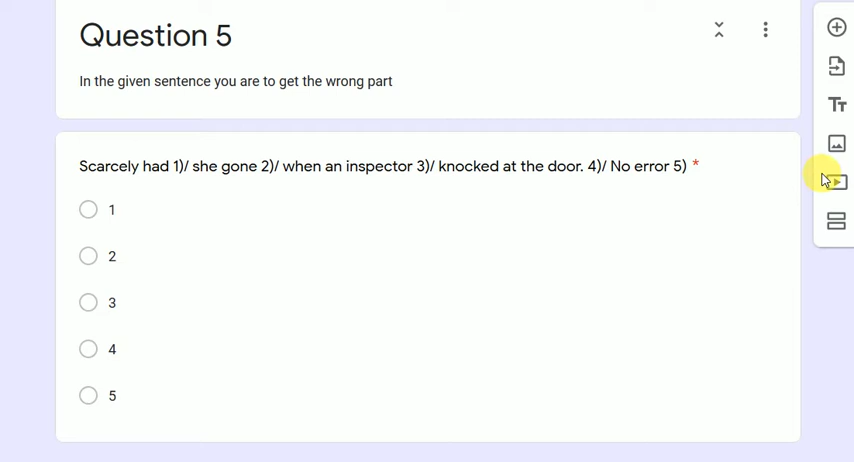 Question 5
In the given sentence you are to get the wrong part
Scarcely had 1)/ she gone 2)/ when an inspector 3)/ knocked at the door. 4)/ No error 5) *
1
2
3
4
5